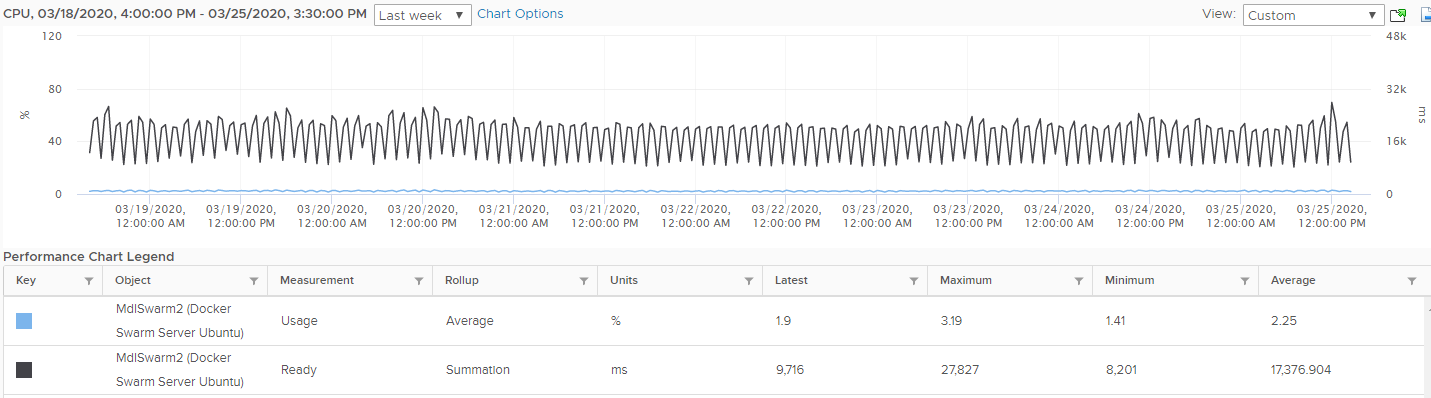 CPU, 03/18/2020, 4:00:00 PM - 03/25/2020, 3:30:00 PM Last week Chart Options View: Custom
120 48k
80 32k
% ms
40 16k
0 0
03/19/2020, 03/19/2020, 03/20/2020, 03/20/2020, 03/21/2020, 03/21/2020, 03/22/2020, 03/22/2020, 03/23/2020, 03/23/2020, 03/24/2020, 03/24/2020, 03/25/2020, 03/25/2020,
12:00:00 AM 12:00:00 PM 12:00:00 AM 12:00:00 PM 12:00:00 AM 12:00:00 PM 12:00:00 AM 12:00:00 PM 12:00:00 AM 12:00:00 PM 12:00:00 AM 12:00:00 PM 12:00:00 AM 12:00:00 PM
Performance Chart Legend
Key Object Measurement Rollup Units Latest Maximum Minimum Average
MdlSwarm2 (Docker
Swarm Server Ubuntu) Usage Average % 1.9 3.19 1.41 2.25
MdlSwarm2 (Docker
Swarm Server Ubuntu) Ready Summation ms 9,716 27,827 8,201 17,376.904